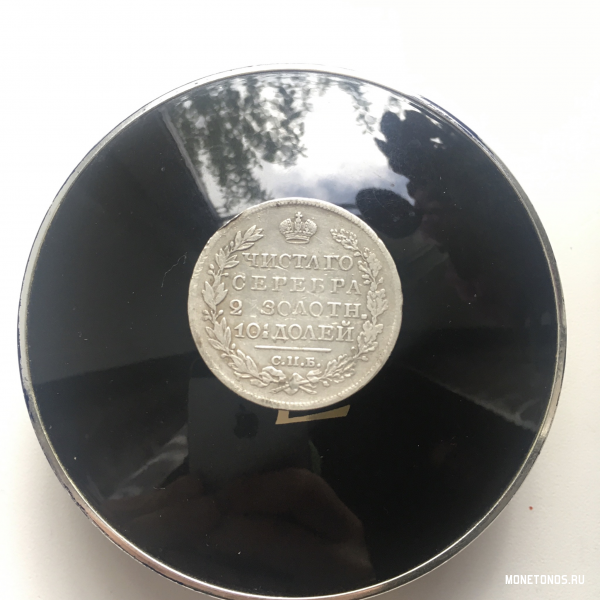 ЧИСТАГО
СЕРЕБРА
2 ЗОЛОТН.
10: ДОЛЕЙ
С.П.Б.
MONETONOS.RU